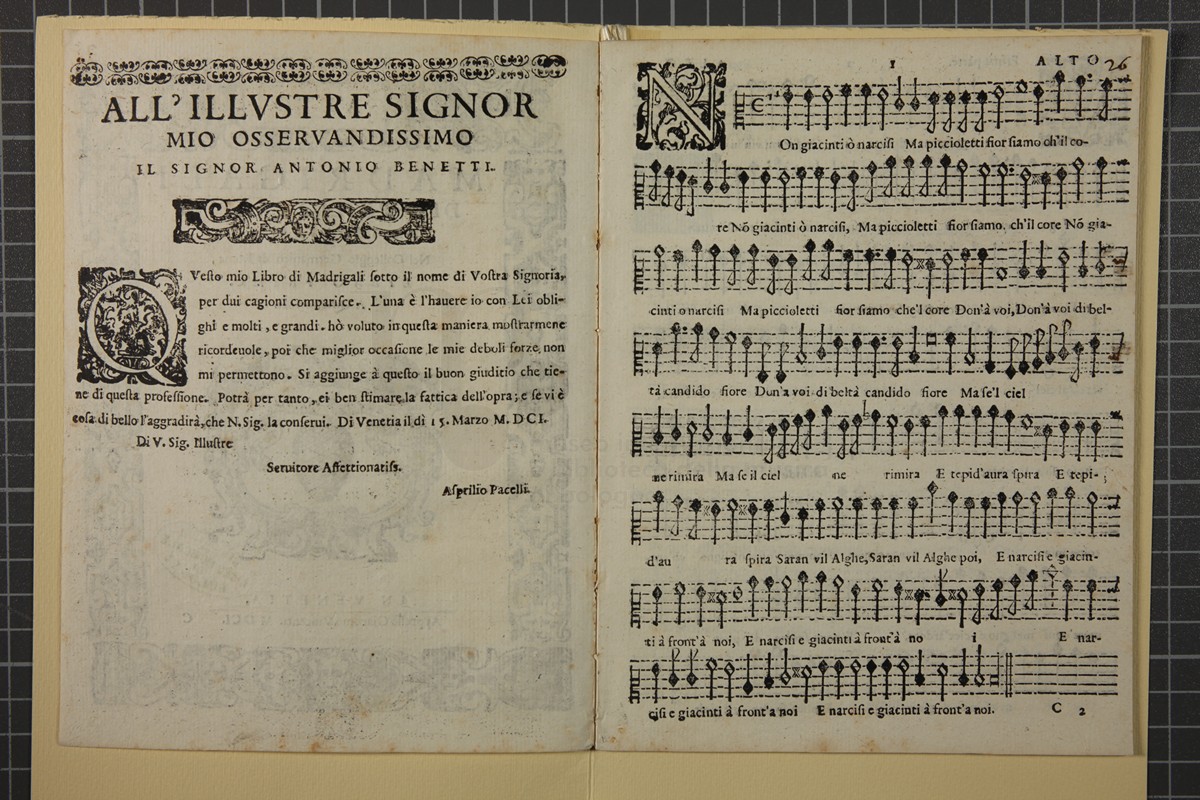 ALL'ILLVSTRE SIGNOR
MIO OSSERVANDISSIMO
IL SIGNOR ANTONIO BENETTI.
QVesto mio Libro di Madrigali sotto il nome di Vostra Signoria,
per dui cagioni comparisce. L'una è l'hauere io con Lei obli-
ghi e molti, e grandi. hò voluto in questa maniera mostrarmene
ricordeuole, poi che miglior occasione le mie deboli forze, non
mi permettono. Si aggiunge à questo il buon giuditio che tie-
ne di questa professione. Potrà per tanto, ei ben stimare la fattica dell'opra; e se vi è
cosa di bello l'aggradirà, che N. Sig. la conserui. Di Venetia il dì 15. Marzo M. DCI.
Di V. Sig. Illustre
Seruitore Affettionatiss.
Asprilio Pacelli.
1 ALTO 26
NOn giacinti ò narcisi Ma piccioletti fior siamo ch'il co-
re Nõ giacinti ò narcisi, Ma piccioletti fior siamo. ch'il core Nõ gia-
cinti o narcisi Ma piccioletti fior siamo che'l core Don'à voi, Don'à voi di bel-
tà candido fiore Don'a voi di beltà candido fiore Ma se'l ciel
ne rimira Ma se il ciel ne rimira E tepid'aura spira E tepi-
d'au ra spira Saran vil Alghe, Saran vil Alghe poi, E narcisi e giacin-
ti à front'à noi, E narcisi e giacinti à front'à no i E nar-
cisi e giacinti à front'a noi E narcisi e giacinti à front'a noi.
C 2